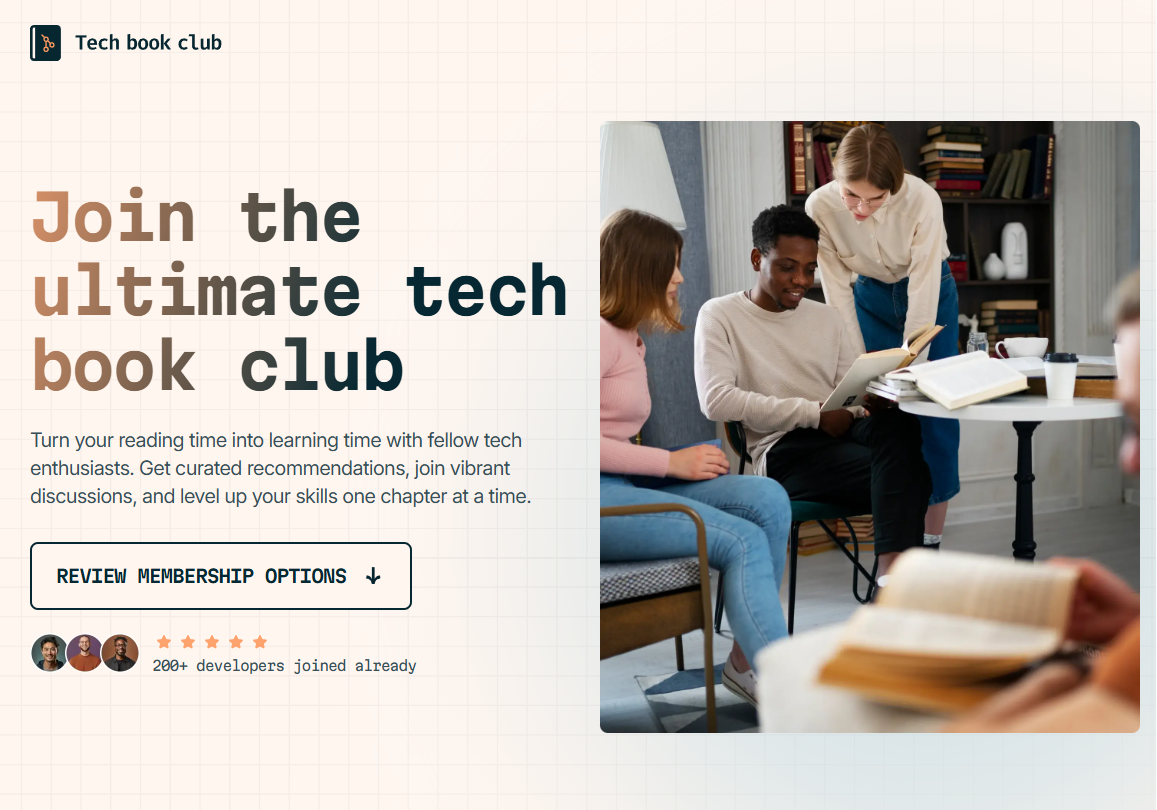 Tech book club
Join the
ultimate tech
book club
Turn your reading time into learning time with fellow tech
enthusiasts. Get curated recommendations, join vibrant
discussions, and level up your skills one chapter at a time.
REVIEW MEMBERSHIP OPTIONS ↓
200+ developers joined already